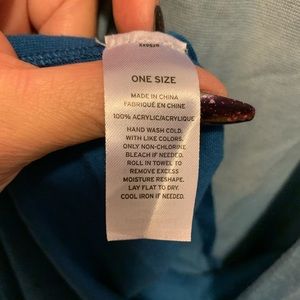 ONE SIZE
MADE IN CHINA
FABRIQUÉ EN CHINE
100% ACRYLIC/ACRYLIQUE
HAND WASH COLD.
WITH LIKE COLORS.
ONLY NON-CHLORINE
BLEACH IF NEEDED.
ROLL IN TOWEL TO
REMOVE EXCESS
MOISTURE RESHAPE.
LAY FLAT TO DRY.
COOL IRON IF NEEDED.